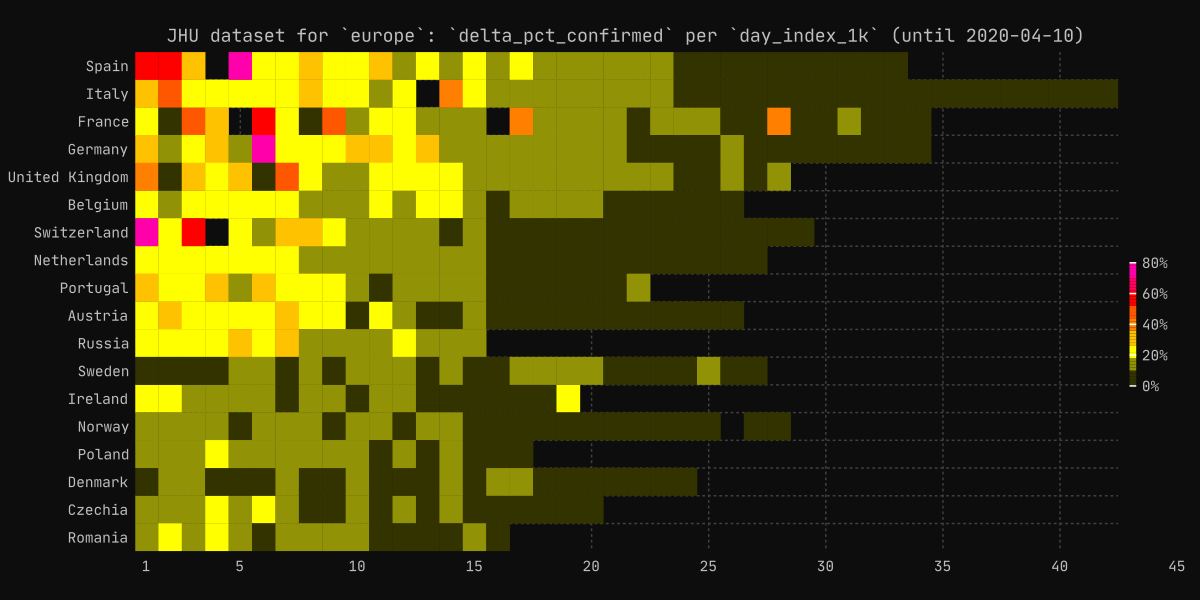 JHU dataset for `europe`: `delta_pct_confirmed` per `day_index_1k` (until 2020-04-10)
Spain
Italy
France
Germany
United Kingdom
Belgium
Switzerland
Netherlands
Portugal
Austria
Russia
Sweden
Ireland
Norway
Poland
Denmark
Czechia
Romania
80%
60%
40%
20%
0%
1 5 10 15 20 25 30 35 40 45